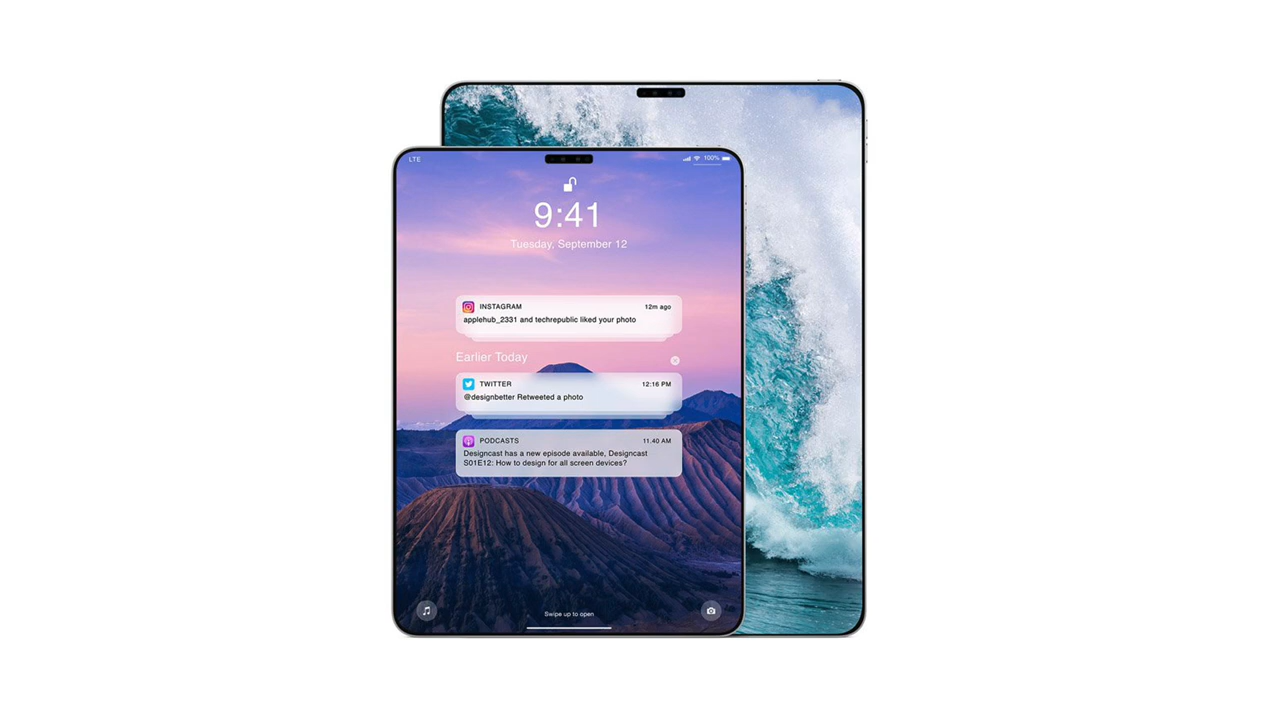 LTE 100%
9:41
Tuesday, September 12
INSTAGRAM 12m ago
applehub_2331 and techrepublic liked your photo
Earlier Today
TWITTER 12:16 PM
@designbetter Retweeted a photo
PODCASTS 11.40 AM
Designcast has a new episode available, Designcast
S01E12: How to design for all screen devices?
Swipe up to open